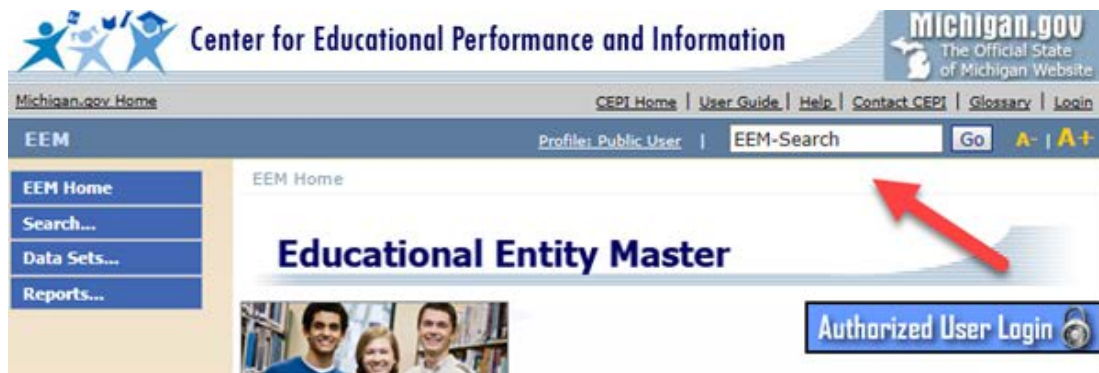 Center for Educational Performance and Information
Michigan.gov
The Official State
of Michigan Website
Michigan.gov Home
CEPI Home | User Guide | Help | Contact CEPI | Glossary | Login
EEM
Profile: Public User | EEM-Search Go A- | A+
EEM Home
Search...
Data Sets...
Reports...
EEM Home
Educational Entity Master
Authorized User Login